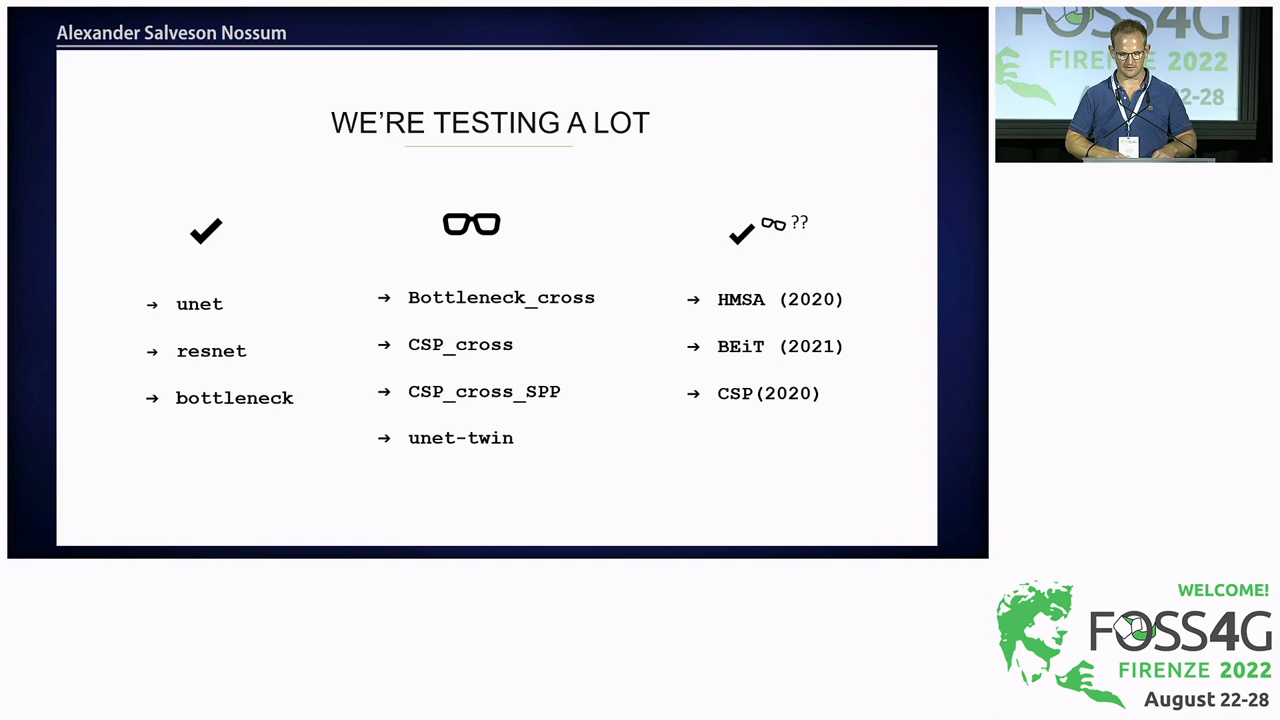 Alexander Salveson Nossum
WE'RE TESTING A LOT
??
➔ unet
➔ resnet
➔ bottleneck
➔ Bottleneck_cross
➔ CSP_cross
➔ CSP_cross_SPP
➔ unet-twin
➔ HMSA (2020)
➔ BEiT (2021)
➔ CSP(2020)
FOSS4G
FIRENZE 2022
22-28
WELCOME!
FOSS4G
FIRENZE 2022
August 22-28